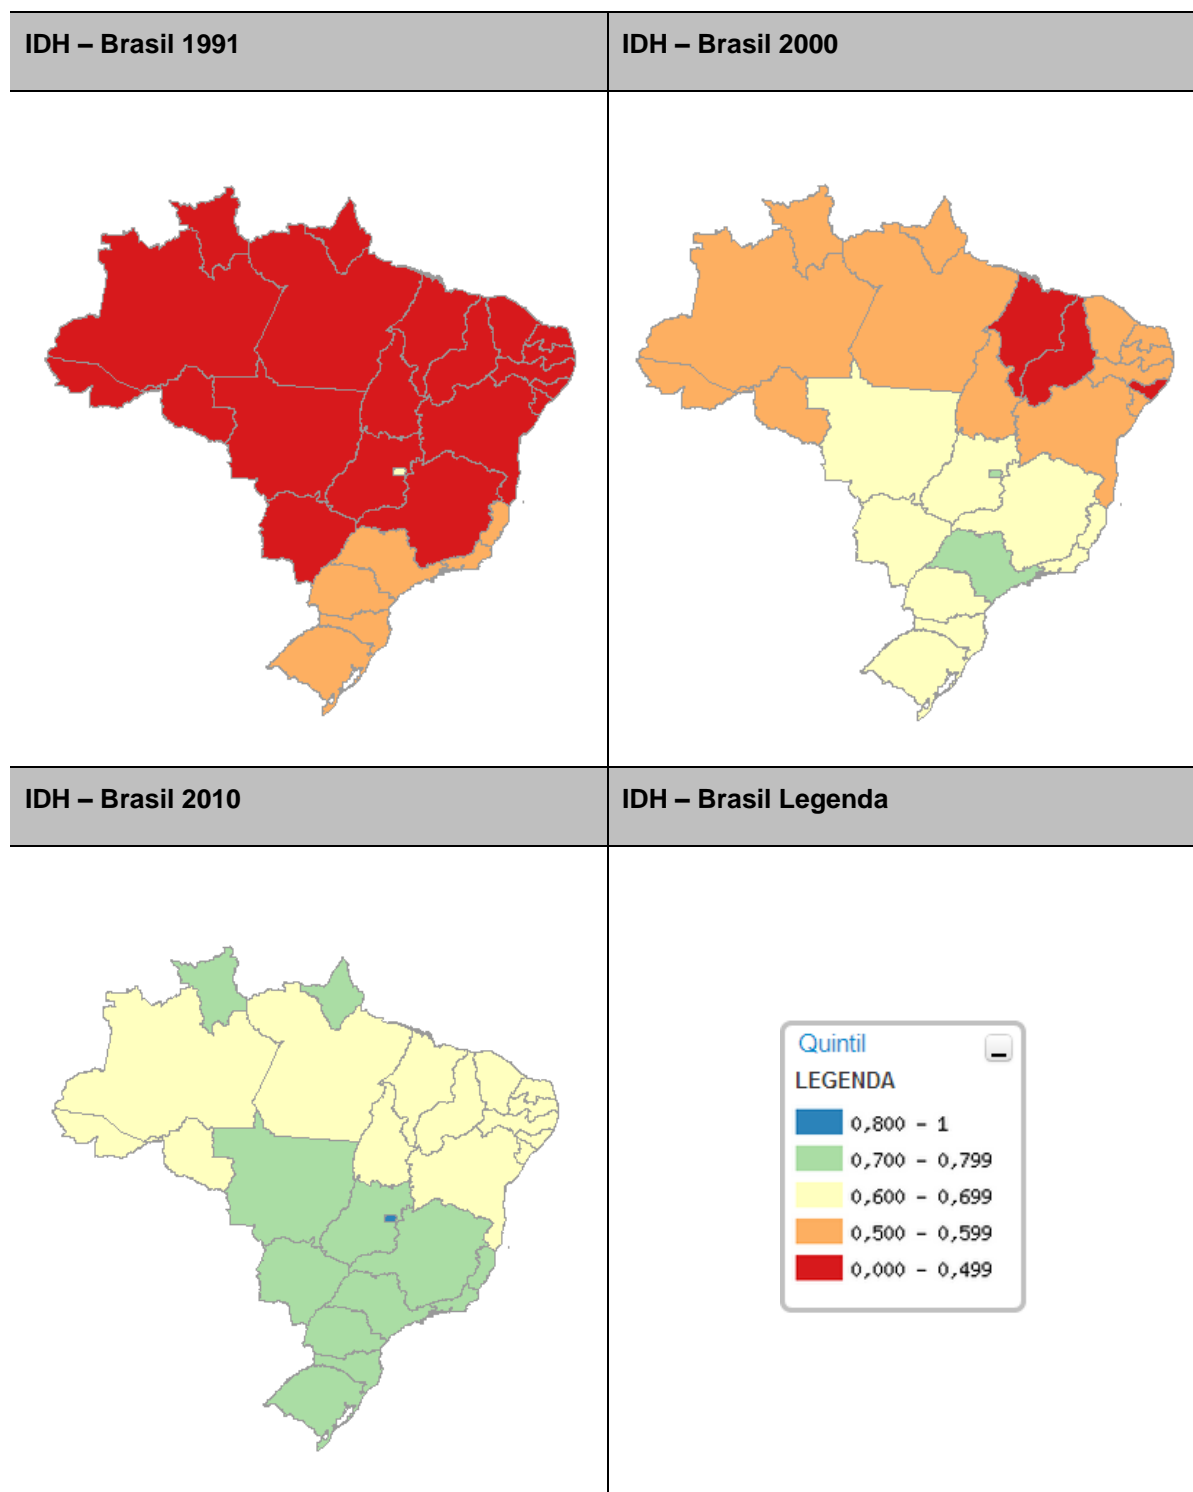 IDH – Brasil 1991
IDH – Brasil 2000
IDH – Brasil 2010
IDH – Brasil Legenda
Quintil
LEGENDA
0,800 - 1
0,700 - 0,799
0,600 - 0,699
0,500 - 0,599
0,000 - 0,499